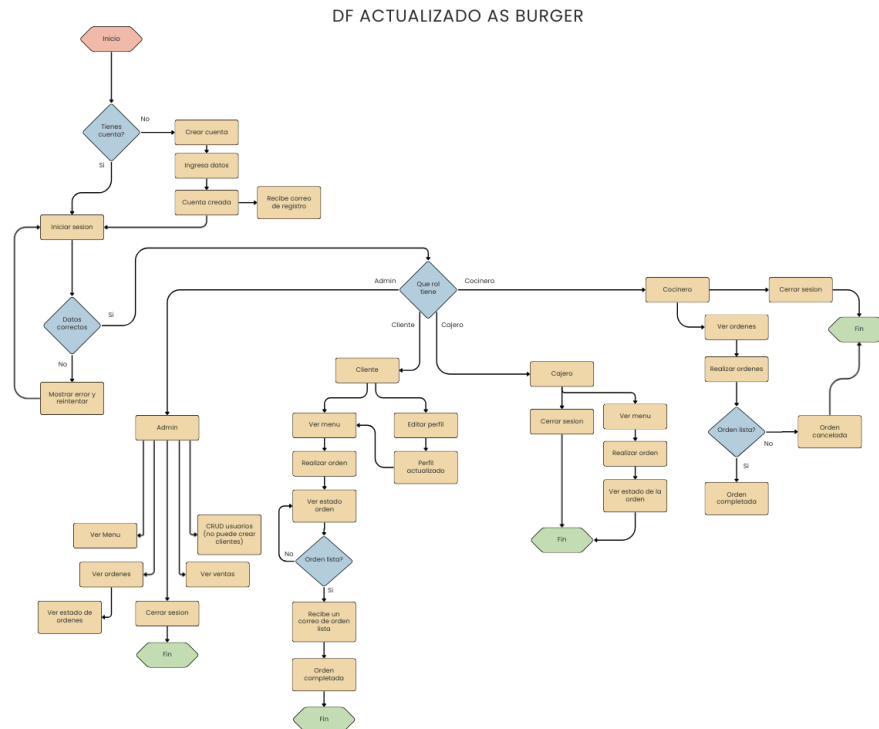 DF ACTUALIZADO AS BURGER
Inicio
Tienes
cuenta?
No
Si
Crear cuenta
Ingresa datos
Cuenta creada
Recibe correo
de registro
Iniciar sesion
Datos
correctos
Si
No
Mostrar error y
reintentar
Que rol
tiene
Admin
Cocinero
Cliente
Cajero
Admin
Ver Menu
CRUD usuarios
(no puede crear
clientes)
Ver ordenes
Ver ventas
Ver estado de
ordenes
Cerrar sesion
Fin
Cliente
Ver menu
Editar perfil
Realizar orden
Perfil
actualizado
Ver estado
orden
Orden lista?
No
Si
Recibe un
correo de orden
lista
Orden
completada
Fin
Cajero
Cerrar sesion
Ver menu
Realizar orden
Ver estado de la
orden
Fin
Cocinero
Cerrar sesion
Ver ordenes
Fin
Realizar ordenes
Orden lista?
No
Si
Orden
cancelada
Orden
completada